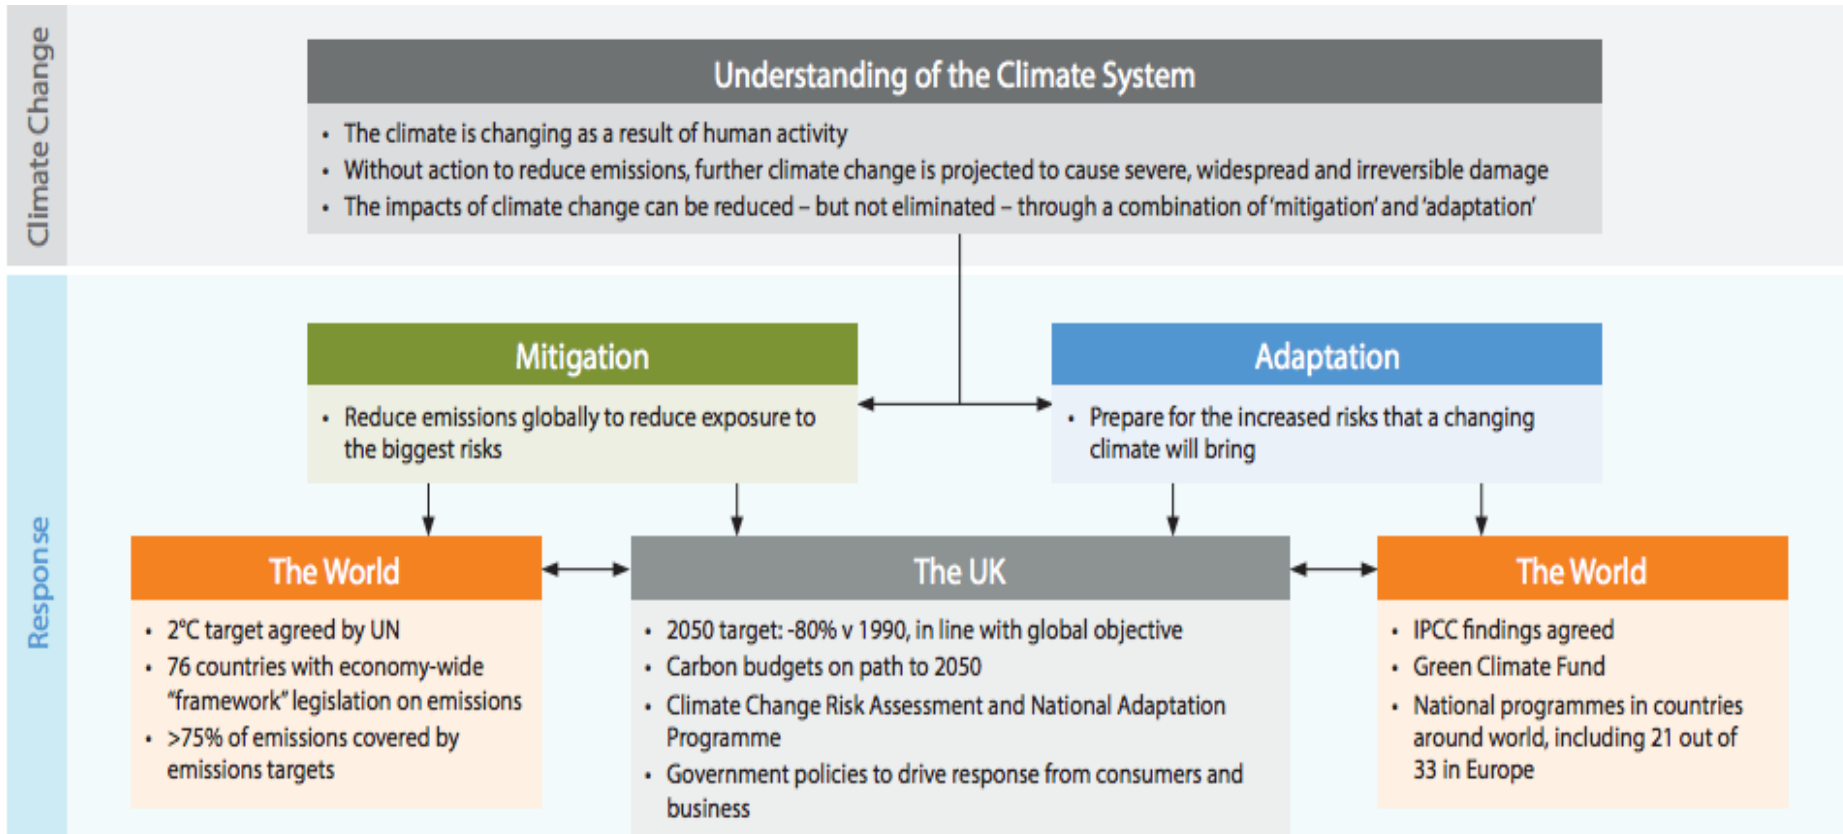 Climate Change
Understanding of the Climate System
• The climate is changing as a result of human activity
• Without action to reduce emissions, further climate change is projected to cause severe, widespread and irreversible damage
• The impacts of climate change can be reduced – but not eliminated – through a combination of 'mitigation' and 'adaptation'
Response
Mitigation
• Reduce emissions globally to reduce exposure to
the biggest risks
Adaptation
• Prepare for the increased risks that a changing
climate will bring
The World
• 2°C target agreed by UN
• 76 countries with economy-wide
"framework" legislation on emissions
• >75% of emissions covered by
emissions targets
The UK
• 2050 target: -80% v 1990, in line with global objective
• Carbon budgets on path to 2050
• Climate Change Risk Assessment and National Adaptation
Programme
• Government policies to drive response from consumers and
business
The World
• IPCC findings agreed
• Green Climate Fund
• National programmes in countries
around world, including 21 out of
33 in Europe